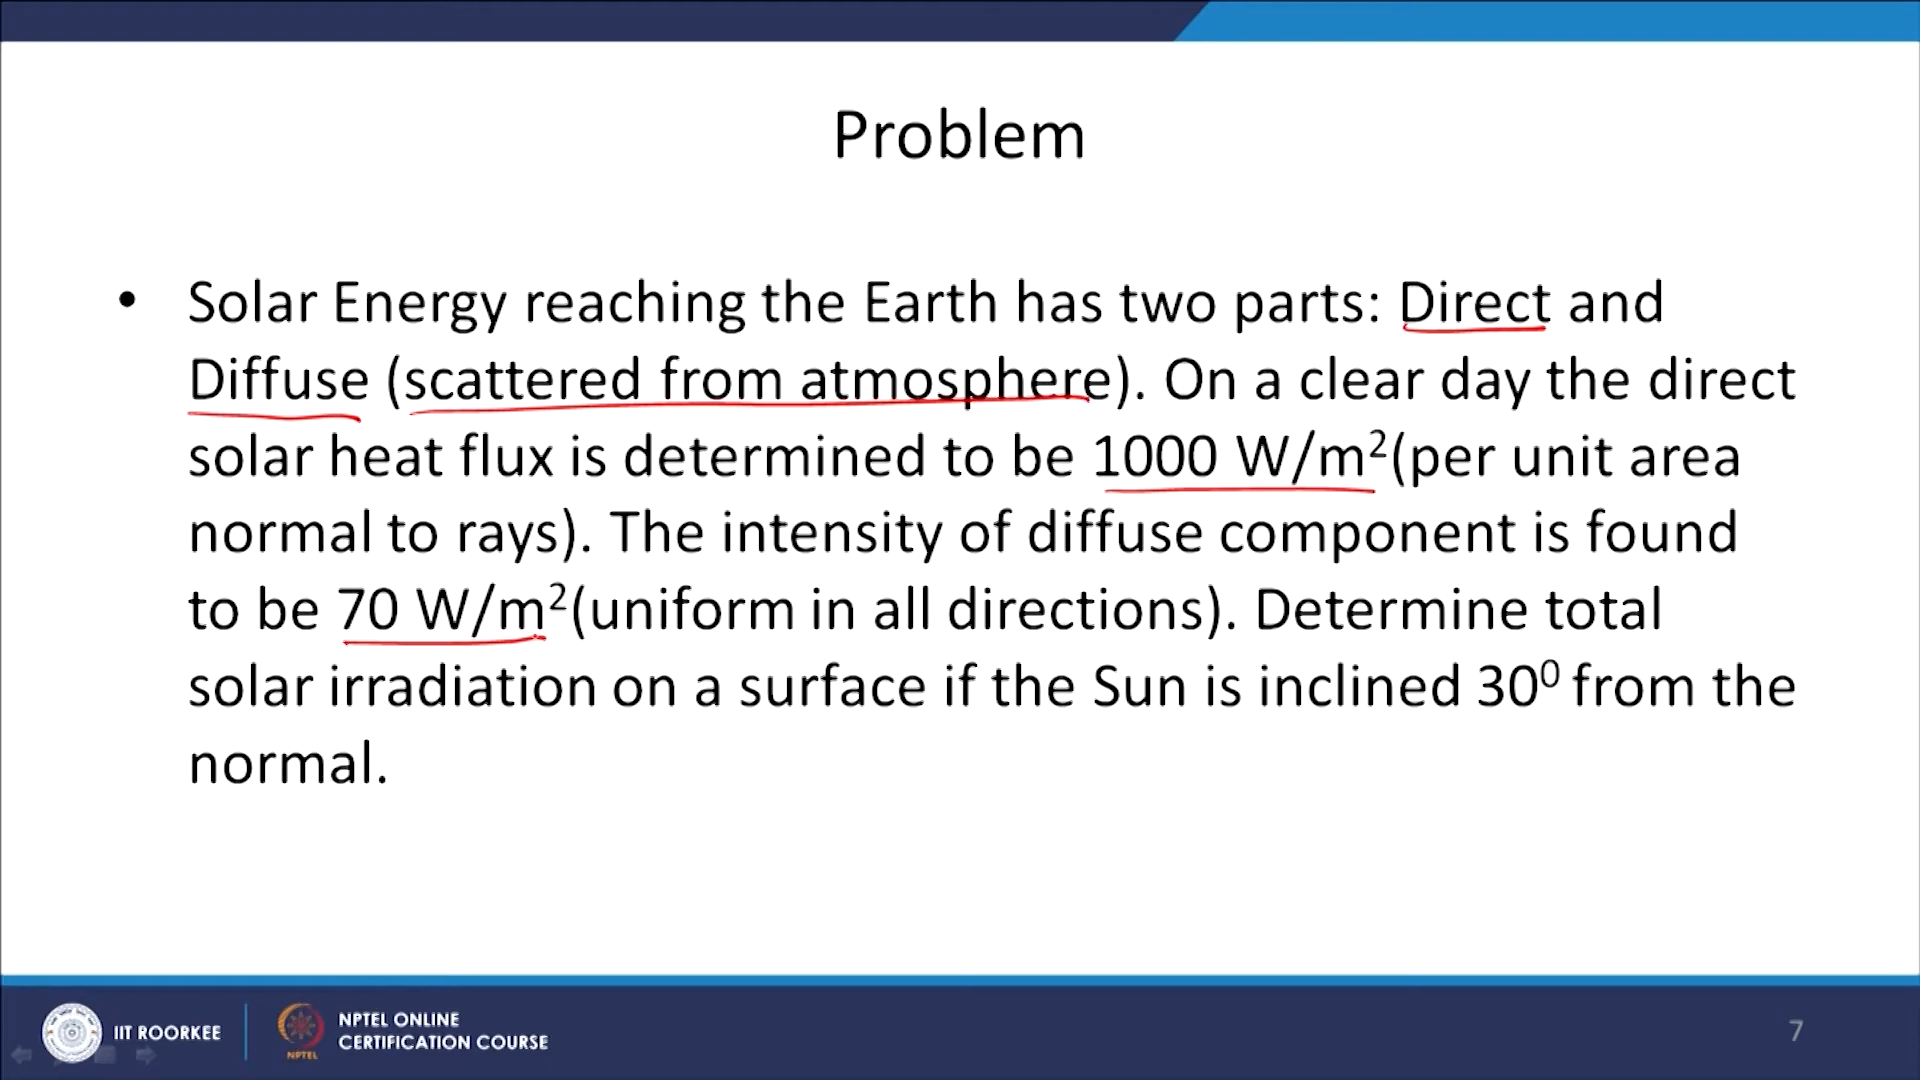 Problem
• Solar Energy reaching the Earth has two parts: Direct and
Diffuse (scattered from atmosphere). On a clear day the direct
solar heat flux is determined to be 1000 W/m²(per unit area
normal to rays). The intensity of diffuse component is found
to be 70 W/m²(uniform in all directions). Determine total
solar irradiation on a surface if the Sun is inclined 30⁰ from the
normal.
IIT ROORKEE
NPTEL
NPTEL ONLINE
CERTIFICATION COURSE
7